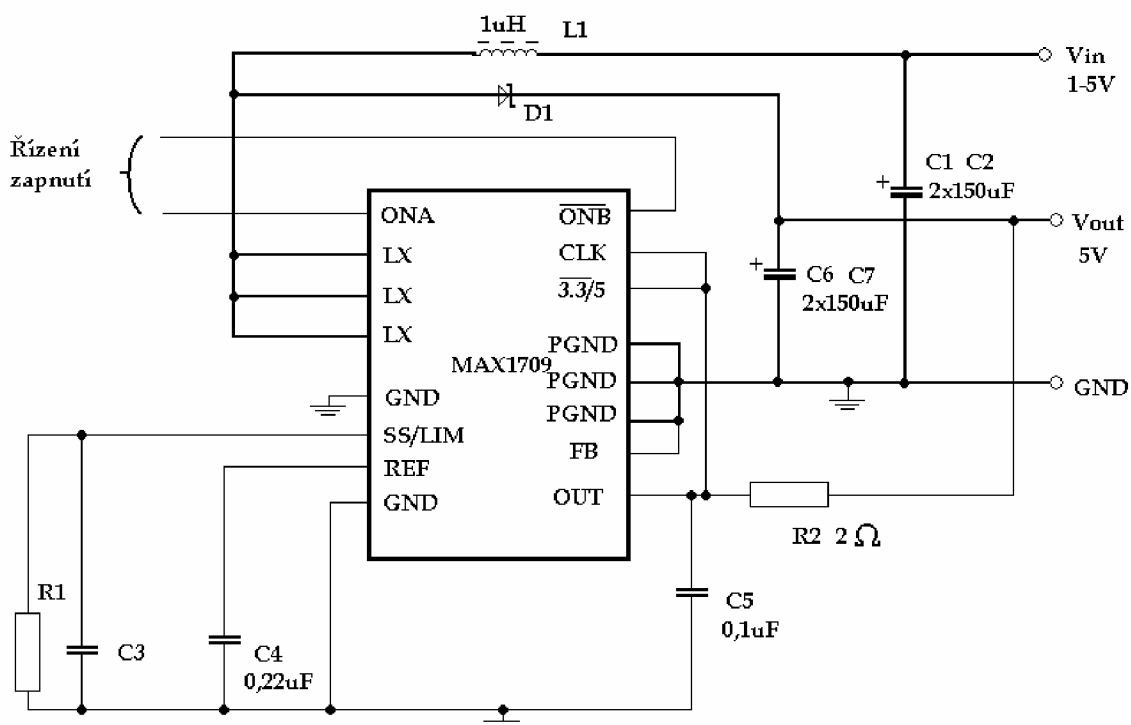 1uH L1
Vin
1-5V
D1
Řízení
zapnutí
C1 C2
+
2x150uF
ONA
ONB
Vout
5V
LX
CLK
+
C6 C7
2x150uF
LX
3.3/5
LX
PGND
MAX1709
PGND
GND
GND
PGND
SS/LIM
FB
REF
GND
OUT
R2 2 Ω
R1
C5
0,1uF
C3
C4
0,22uF